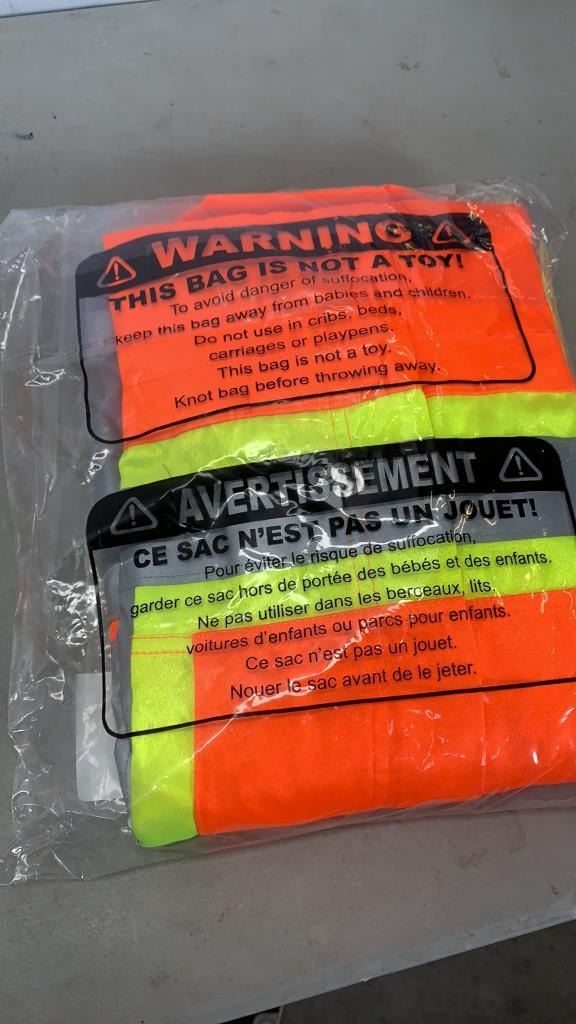 WARNING
THIS BAG IS NOT A TOY!
To avoid danger of suffocation,
keep this bag away from babies and children.
Do not use in cribs, beds,
carriages or playpens.
This bag is not a toy.
Knot bag before throwing away.
AVERTISSEMENT
CE SAC N'EST PAS UN JOUET!
Pour éviter le risque de suffocation,
garder ce sac hors de portée des bébés et des enfants.
Ne pas utiliser dans les berceaux, lits,
voitures d'enfants ou parcs pour enfants.
Ce sac n'est pas un jouet.
Nouer le sac avant de le jeter.